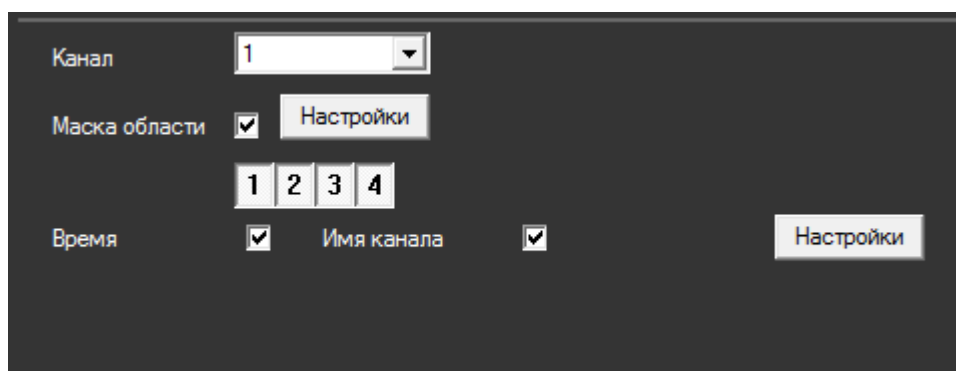 Канал 1
Маска области Настройки
1 2 3 4
Время Имя канала Настройки